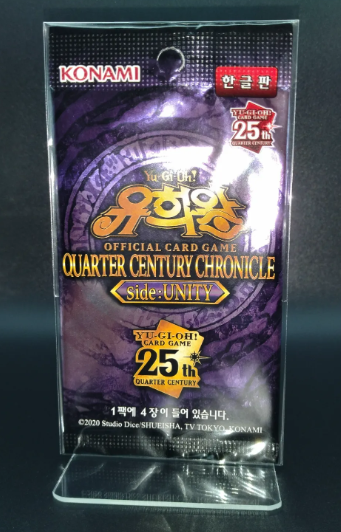 KONAMI
한글판
YU-GI-OH!
CARD GAME
25th
QUARTER CENTURY
Yu-Gi-Oh!
유희왕
OFFICIAL CARD GAME
QUARTER CENTURY CHRONICLE
side:UNITY
YU-GI-OH!
CARD GAME
25th
QUARTER CENTURY
1팩에 4장이 들어 있습니다.
©2020 Studio Dice/SHUEISHA, TV TOKYO, KONAMI